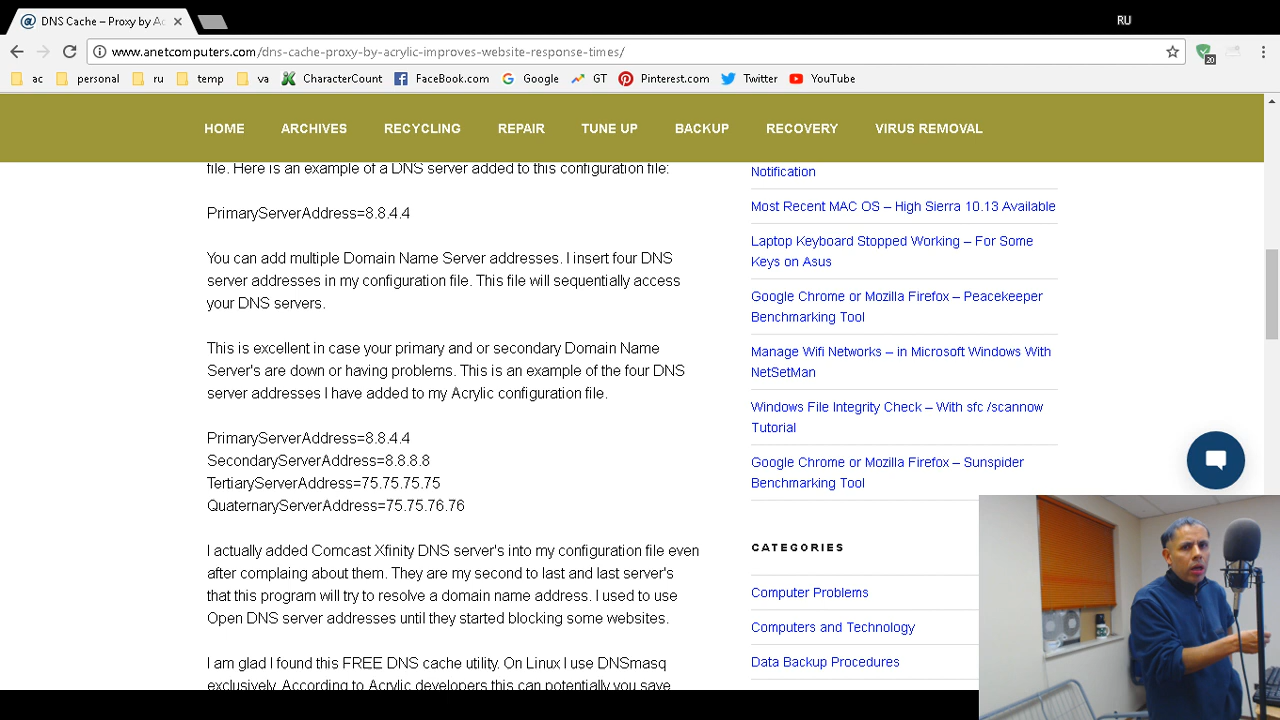 DNS Cache – Proxy by Ac
RU
www.anetcomputers.com/dns-cache-proxy-by-acrylic-improves-website-response-times/
20
ac personal ru temp va CharacterCount FaceBook.com Google GT Pinterest.com Twitter YouTube
HOME ARCHIVES RECYCLING REPAIR TUNE UP BACKUP RECOVERY VIRUS REMOVAL
file. Here is an example of a DNS server added to this configuration file:
PrimaryServerAddress=8.8.4.4
You can add multiple Domain Name Server addresses. I insert four DNS
server addresses in my configuration file. This file will sequentially access
your DNS servers.
This is excellent in case your primary and or secondary Domain Name
Server's are down or having problems. This is an example of the four DNS
server addresses I have added to my Acrylic configuration file.
PrimaryServerAddress=8.8.4.4
SecondaryServerAddress=8.8.8.8
TertiaryServerAddress=75.75.75.75
QuaternaryServerAddress=75.75.76.76
I actually added Comcast Xfinity DNS server's into my configuration file even
after complaing about them. They are my second to last and last server's
that this program will try to resolve a domain name address. I used to use
Open DNS server addresses until they started blocking some websites.
I am glad I found this FREE DNS cache utility. On Linux I use DNSmasq
exclusively. According to Acrylic developers this can potentially you save
Notification
Most Recent MAC OS – High Sierra 10.13 Available
Laptop Keyboard Stopped Working – For Some
Keys on Asus
Google Chrome or Mozilla Firefox – Peacekeeper
Benchmarking Tool
Manage Wifi Networks – in Microsoft Windows With
NetSetMan
Windows File Integrity Check – With sfc /scannow
Tutorial
Google Chrome or Mozilla Firefox – Sunspider
Benchmarking Tool
CATEGORIES
Computer Problems
Computers and Technology
Data Backup Procedures